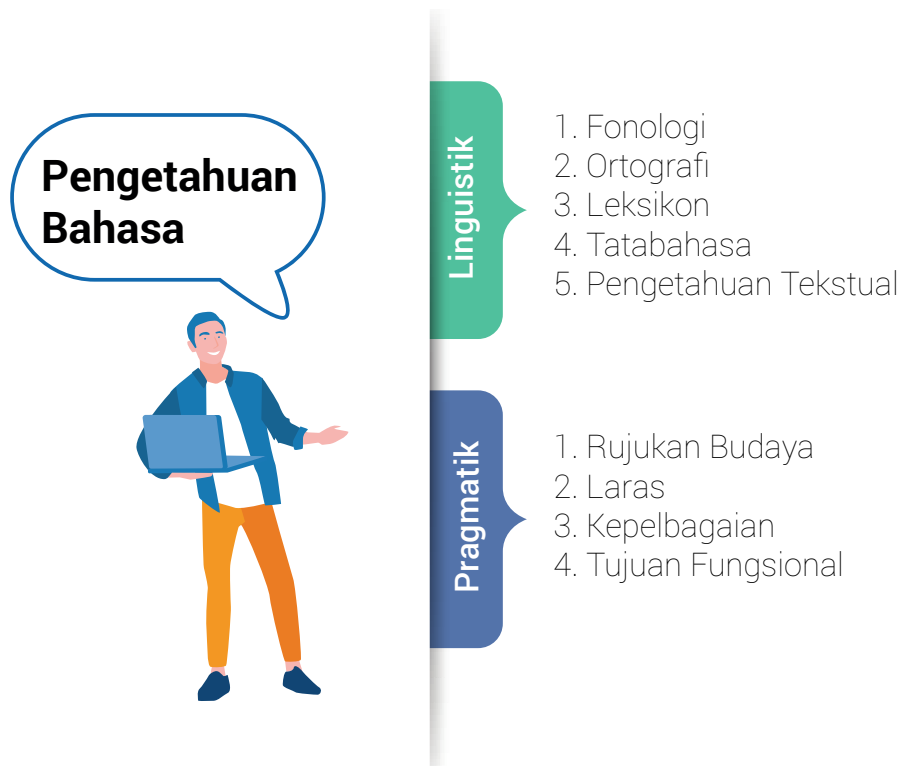 Pengetahuan
Bahasa
Linguistik
1. Fonologi
2. Ortografi
3. Leksikon
4. Tatabahasa
5. Pengetahuan Tekstual
Pragmatik
1. Rujukan Budaya
2. Laras
3. Kepelbagaian
4. Tujuan Fungsional